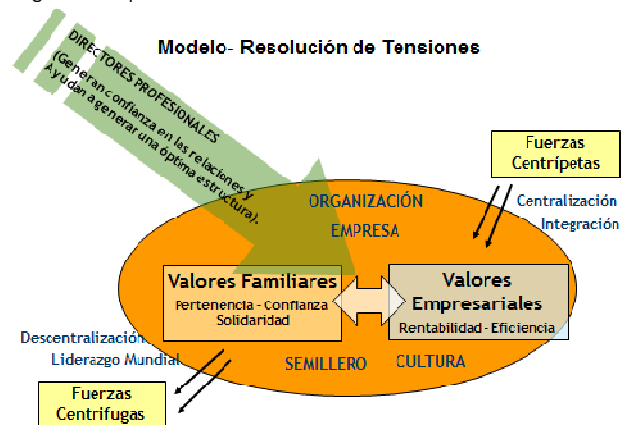 Modelo- Resolución de Tensiones
DIRECTORES PROFESIONALES
(Generan confianza en las relaciones y
Ayudan a generar una óptima estructura).
Fuerzas
Centrípetas
Centralización
Integración
ORGANIZACIÓN
EMPRESA
Valores Familiares
Pertenencia - Confianza
Solidaridad
Valores
Empresariales
Rentabilidad - Eficiencia
Descentralización
Liderazgo Mundial
SEMILLERO
CULTURA
Fuerzas
Centrifugas